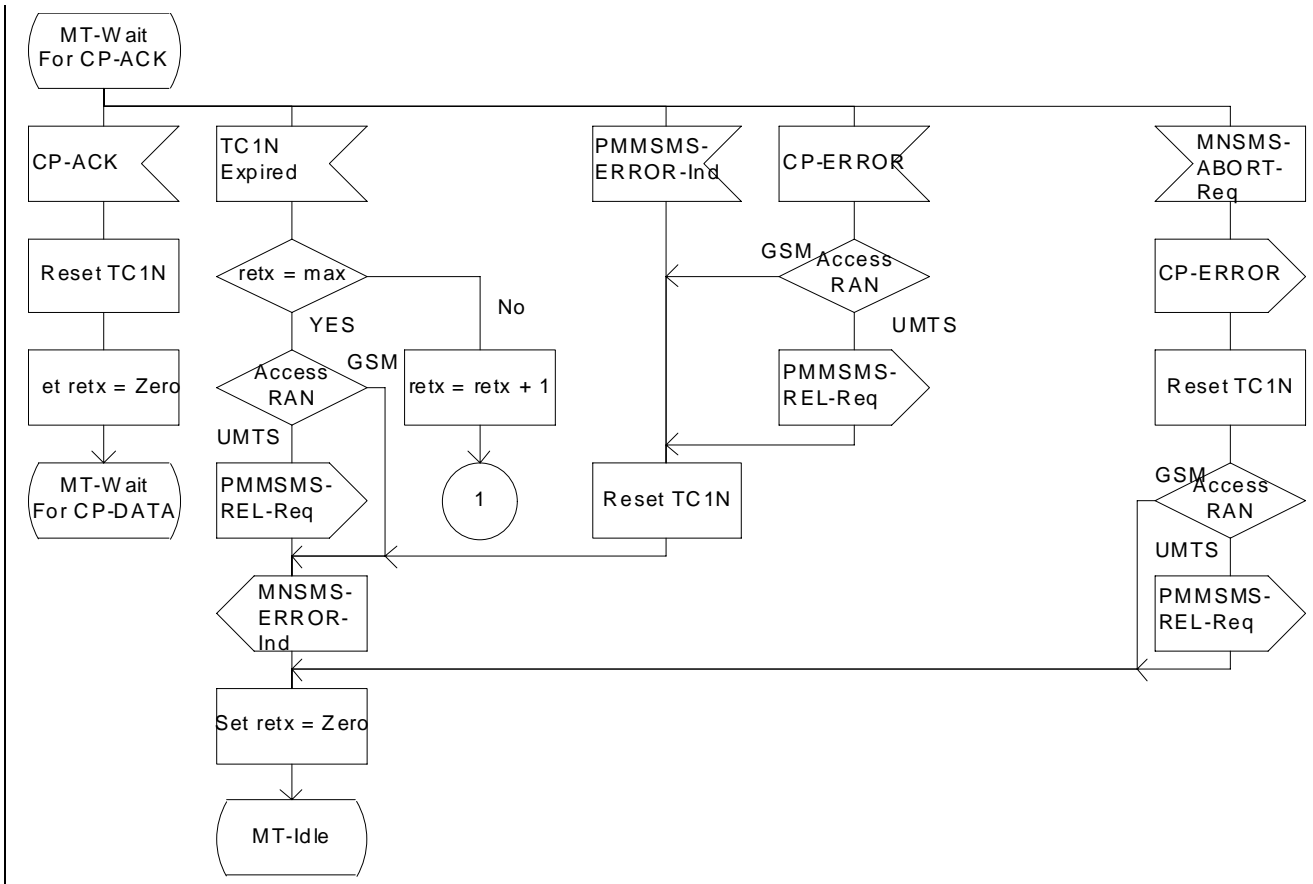 MT-Wait
For CP-ACK
CP-ACK
TC1N
Expired
PMMSMS-
ERROR-Ind
CP-ERROR
MNSMS-
ABORT-
Req
Reset TC1N
retx = max
No
YES
GSM
Access
RAN
UMTS
CP-ERROR
et retx = Zero
Access
RAN
GSM
UMTS
retx = retx + 1
PMMSMS-
REL-Req
Reset TC1N
MT-Wait
For CP-DATA
PMMSMS-
REL-Req
1
Reset TC1N
GSM
Access
RAN
UMTS
MNSMS-
ERROR-
Ind
PMMSMS-
REL-Req
Set retx = Zero
MT-Idle